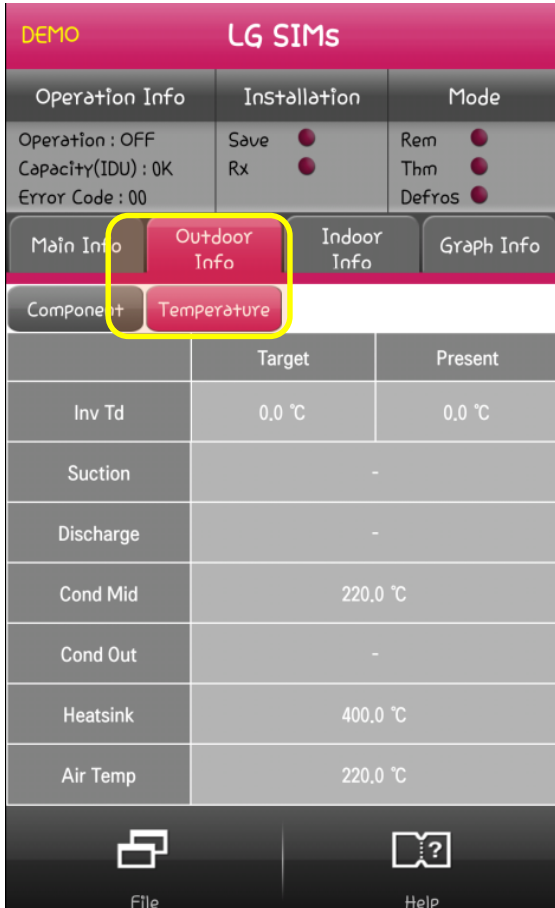 DEMO LG SIMs
Operation Info Installation Mode
Operation : OFF Save Rem
Capacity(IDU) : 0K Rx Thm
Error Code : 00 Defros
Main Info Outdoor Info Indoor Info Graph Info
Component Temperature
Target Present
Inv Td 0.0 ℃ 0.0 ℃
Suction -
Discharge -
Cond Mid 220.0 ℃
Cond Out -
Heatsink 400.0 ℃
Air Temp 220.0 ℃
File Help